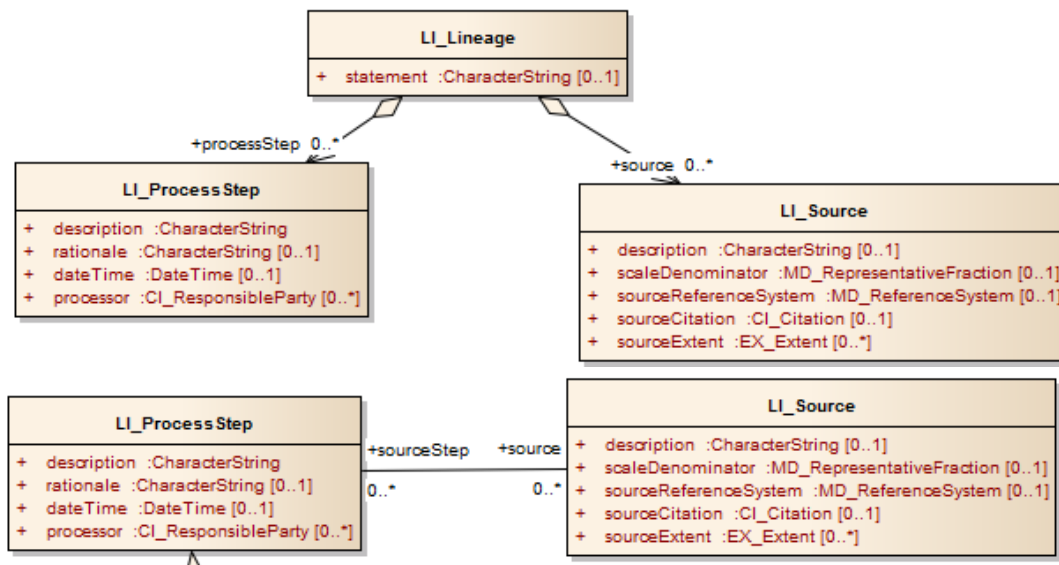 LI_Lineage
+ statement :CharacterString [0..1]
+processStep 0..*
+source 0..*
LI_ProcessStep
+ description :CharacterString
+ rationale :CharacterString [0..1]
+ dateTime :DateTime [0..1]
+ processor :CI_ResponsibleParty [0..*]
LI_Source
+ description :CharacterString [0..1]
+ scaleDenominator :MD_RepresentativeFraction [0..1]
+ sourceReferenceSystem :MD_ReferenceSystem [0..1]
+ sourceCitation :CI_Citation [0..1]
+ sourceExtent :EX_Extent [0..*]
LI_ProcessStep
+ description :CharacterString
+ rationale :CharacterString [0..1]
+ dateTime :DateTime [0..1]
+ processor :CI_ResponsibleParty [0..*]
+sourceStep +source
0..* 0..*
LI_Source
+ description :CharacterString [0..1]
+ scaleDenominator :MD_RepresentativeFraction [0..1]
+ sourceReferenceSystem :MD_ReferenceSystem [0..1]
+ sourceCitation :CI_Citation [0..1]
+ sourceExtent :EX_Extent [0..*]